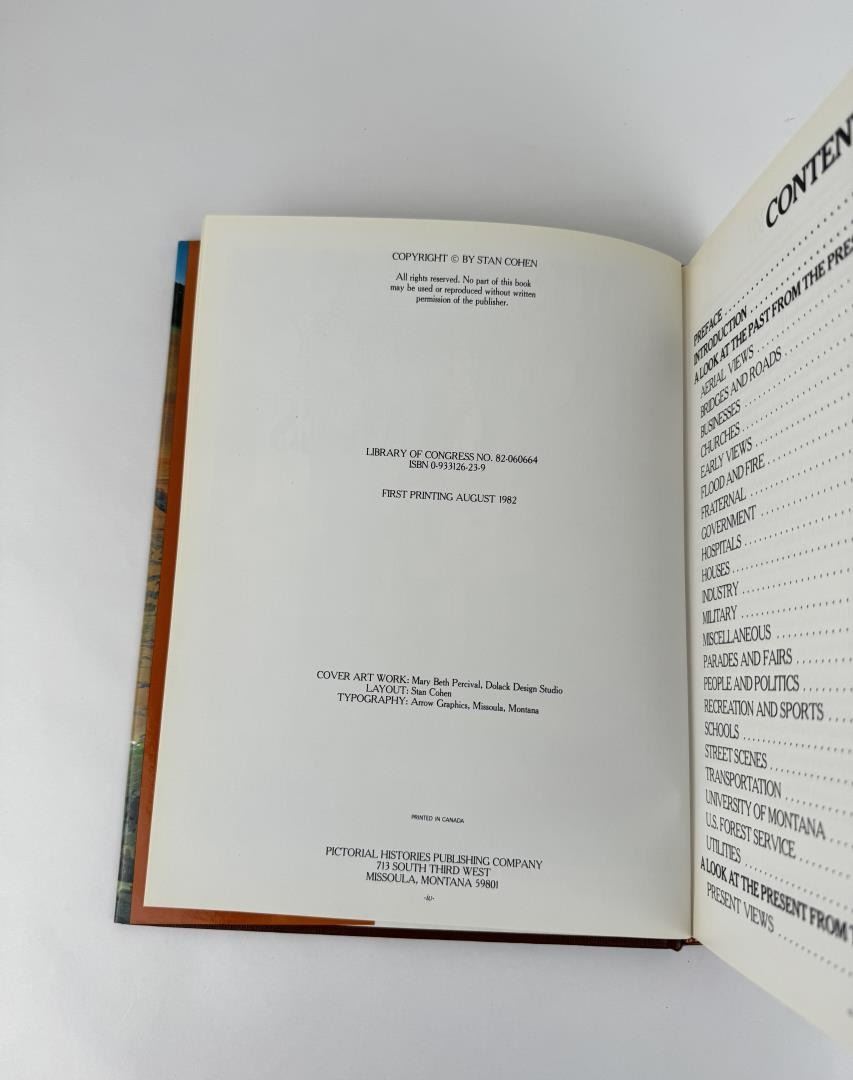 COPYRIGHT © BY STAN COHEN
All rights reserved. No part of this book
may be used or reproduced without written
permission of the publisher.
LIBRARY OF CONGRESS NO. 82-060664
ISBN 0-933126-23-9
FIRST PRINTING AUGUST 1982
COVER ART WORK: Mary Beth Percival, Dolack Design Studio
LAYOUT: Stan Cohen
TYPOGRAPHY: Arrow Graphics, Missoula, Montana
PRINTED IN CANADA
PICTORIAL HISTORIES PUBLISHING COMPANY
713 SOUTH THIRD WEST
MISSOULA, MONTANA 59801
-iv-
CONTEN
PREFACE
INTRODUCTION
A LOOK AT THE PAST FROM THE PRES
AERIAL VIEWS
BRIDGES AND ROADS
BUSINESSES
CHURCHES
EARLY VIEWS
FLOOD AND FIRE
FRATERNAL
GOVERNMENT
HOSPITALS
HOUSES
INDUSTRY
MILITARY
MISCELLANEOUS
PARADES AND FAIRS
PEOPLE AND POLITICS
RECREATION AND SPORTS
SCHOOLS
STREET SCENES
TRANSPORTATION
UNIVERSITY OF MONTANA
U.S. FOREST SERVICE
UTILITIES
A LOOK AT THE PRESENT FROM T
PRESENT VIEWS